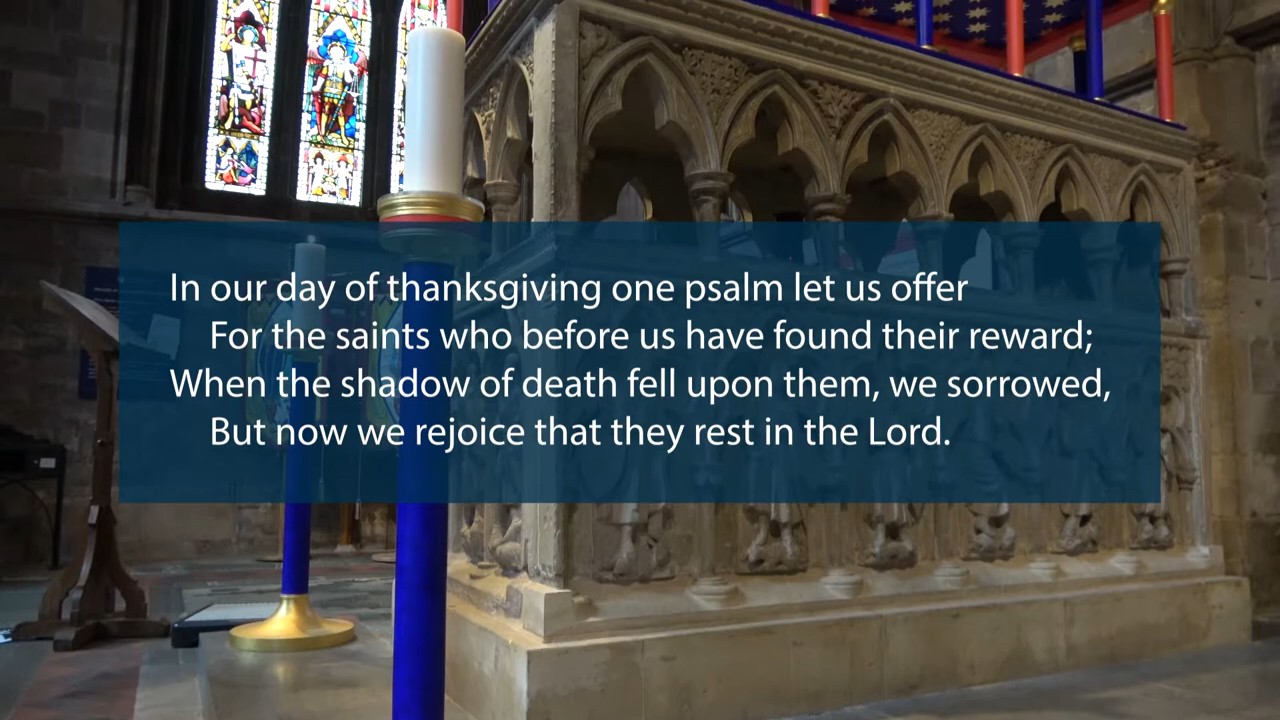 In our day of thanksgiving one psalm let us offer
For the saints who before us have found their reward;
When the shadow of death fell upon them, we sorrowed,
But now we rejoice that they rest in the Lord.